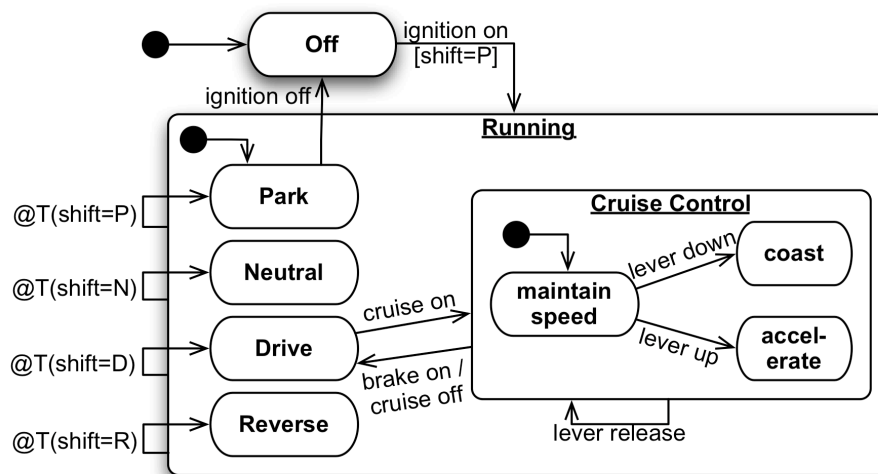 Off
ignition on
[shift=P]
ignition off
Running
Park
@T(shift=P)
Cruise Control
Neutral
@T(shift=N)
maintain
speed
lever down
coast
cruise on
Drive
@T(shift=D)
lever up
accel-
erate
brake on /
cruise off
Reverse
@T(shift=R)
lever release